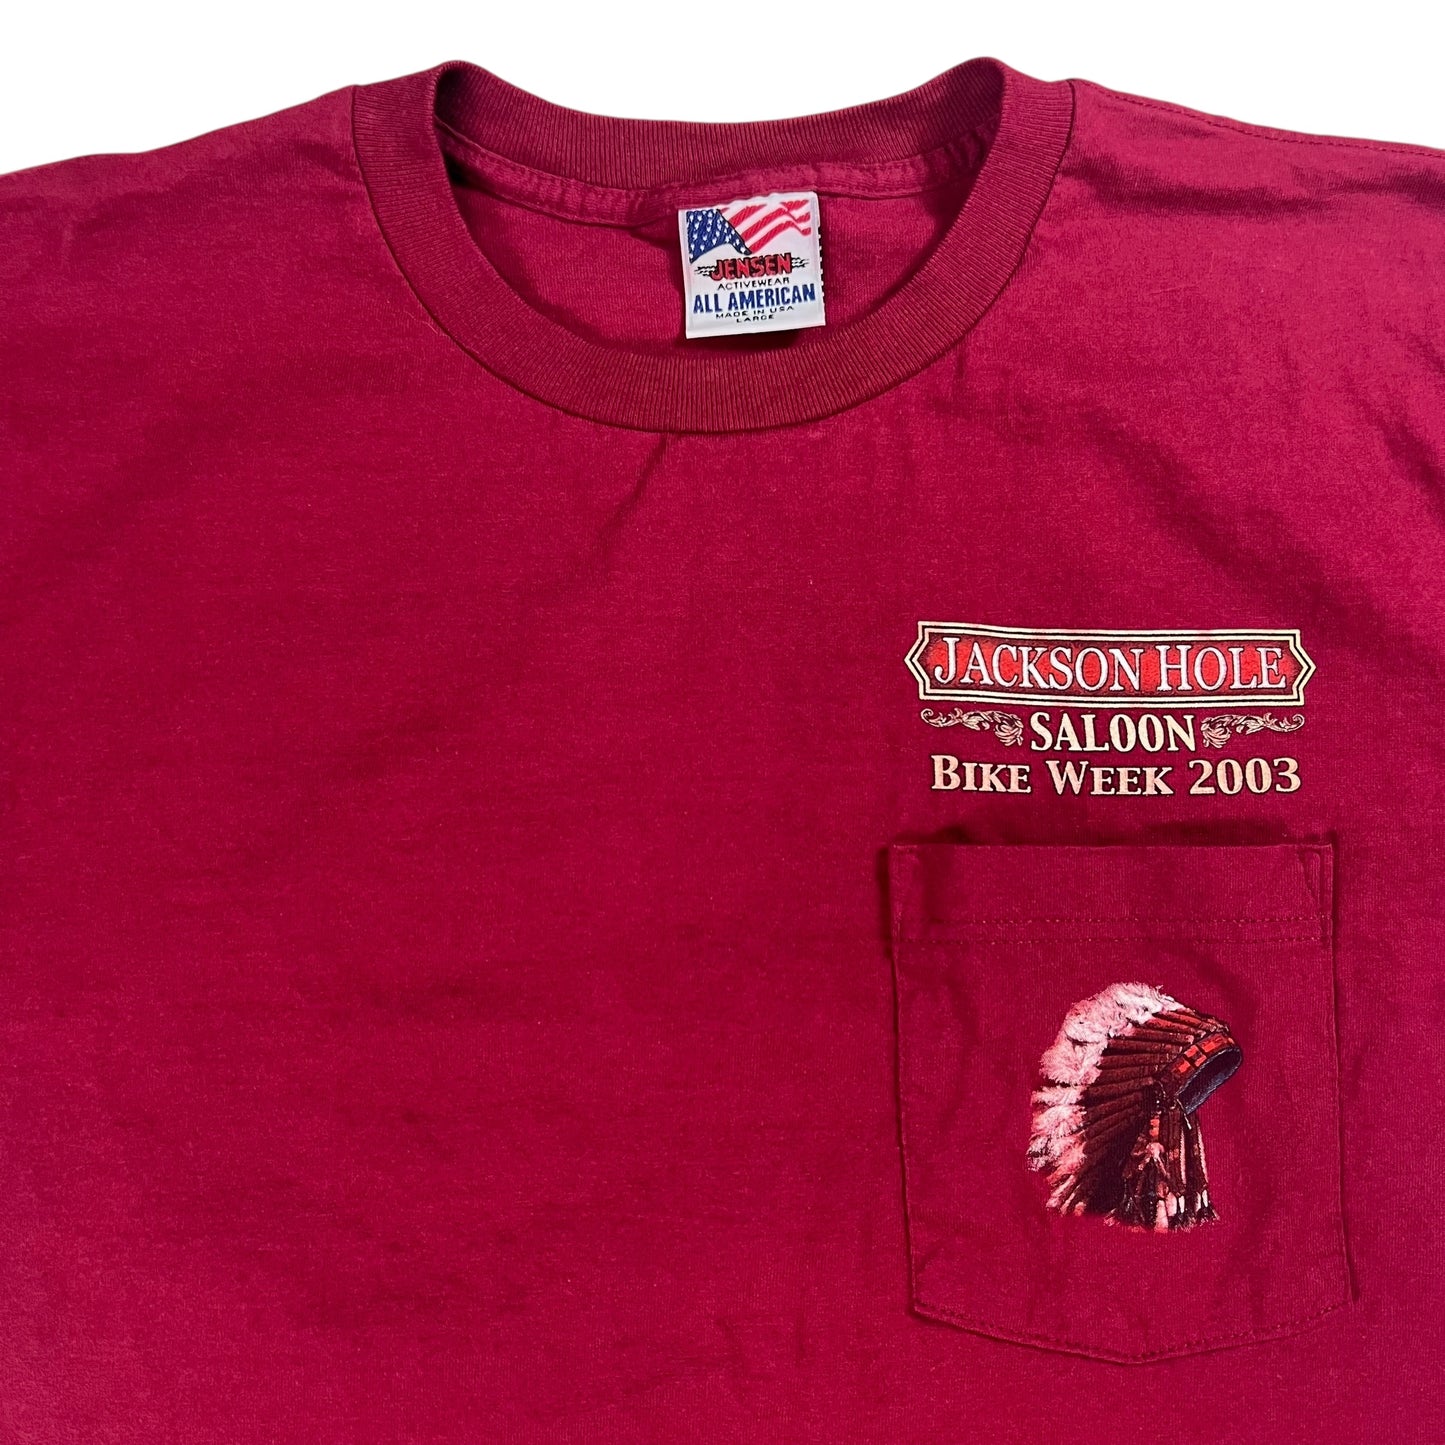 JENSEN
ACTIVEWEAR
ALL AMERICAN
MADE IN USA
LARGE
JACKSON HOLE
SALOON
BIKE WEEK 2003